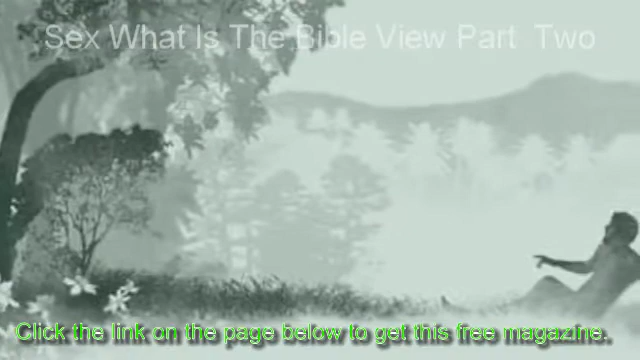 Sex What Is The Bible View Part  Two
Click the link on the page below to get this free magazine.